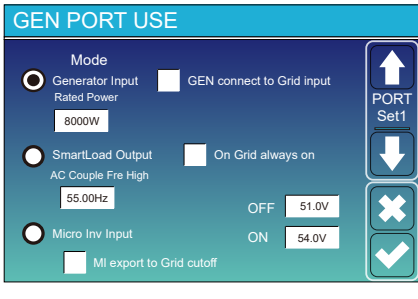 GEN PORT USE
Mode
Generator Input GEN connect to Grid input
Rated Power
8000W
PORT
Set1
SmartLoad Output On Grid always on
AC Couple Fre High
55.00Hz
OFF 51.0V
Micro Inv Input ON 54.0V
MI export to Grid cutoff